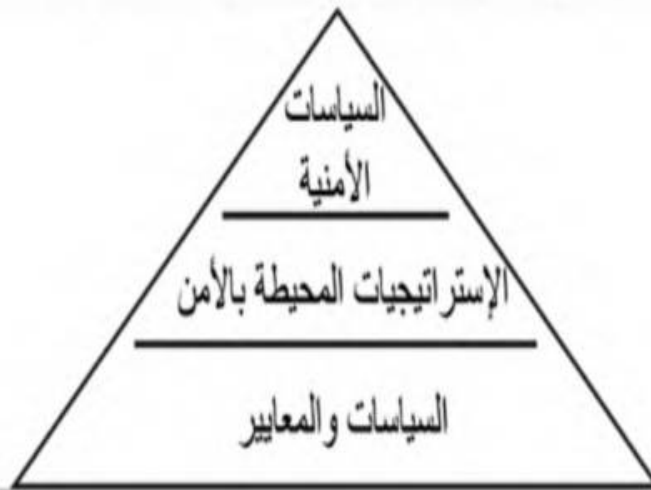 السياسات
الأمنية
الإستراتيجيات المحيطة بالأمن
السياسات والمعايير